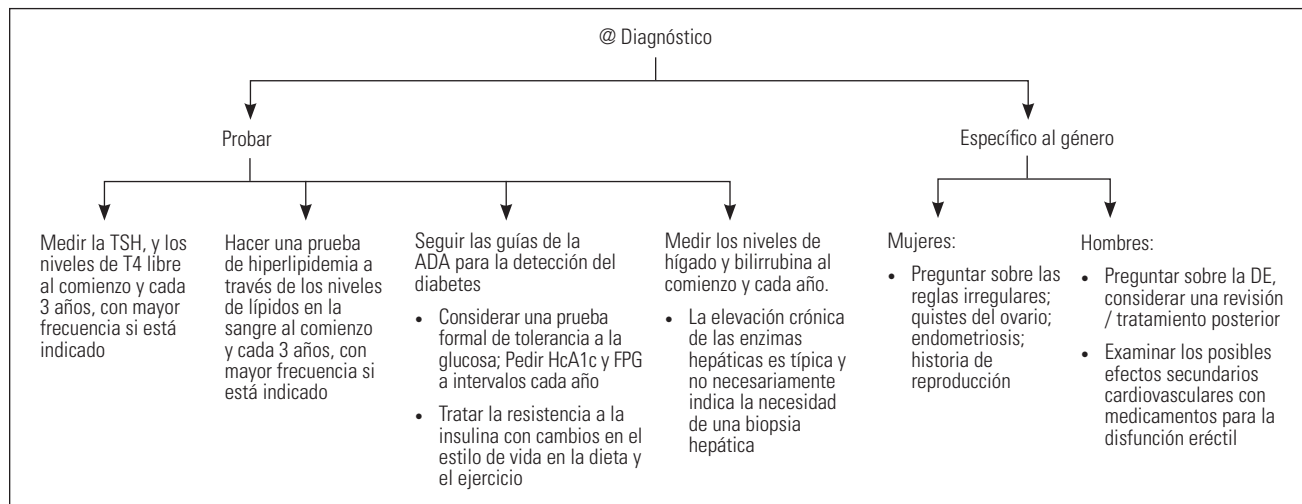 @ Diagnóstico
Probar
Específico al género
Medir la TSH, y los
niveles de T4 libre
al comienzo y cada
3 años, con mayor
frecuencia si está
indicado
Hacer una prueba
de hiperlipidemia a
través de los niveles
de lípidos en la
sangre al comienzo
y cada 3 años, con
mayor frecuencia si
está indicado
Seguir las guías de la
ADA para la detección del
diabetes
• Considerar una prueba
formal de tolerancia a la
glucosa; Pedir HcA1c y FPG
a intervalos cada año
• Tratar la resistencia a la
insulina con cambios en el
estilo de vida en la dieta y
el ejercicio
Medir los niveles de
hígado y bilirrubina al
comienzo y cada año.
• La elevación crónica
de las enzimas
hepáticas es típica y
no necesariamente
indica la necesidad
de una biopsia
hepática
Mujeres:
• Preguntar sobre las
reglas irregulares;
quistes del ovario;
endometriosis;
historia de
reproducción
Hombres:
• Preguntar sobre la DE,
considerar una revisión
/ tratamiento posterior
• Examinar los posibles
efectos secundarios
cardiovasculares con
medicamentos para la
disfunción eréctil